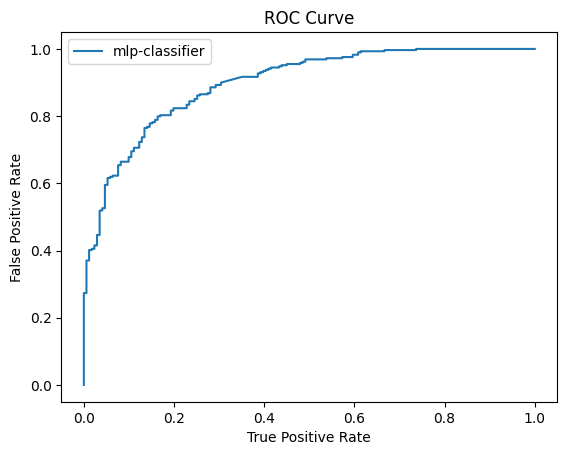 ROC Curve
mlp-classifier
1.0
0.8
0.6
0.4
0.2
0.0
False Positive Rate
0.0 0.2 0.4 0.6 0.8 1.0
True Positive Rate